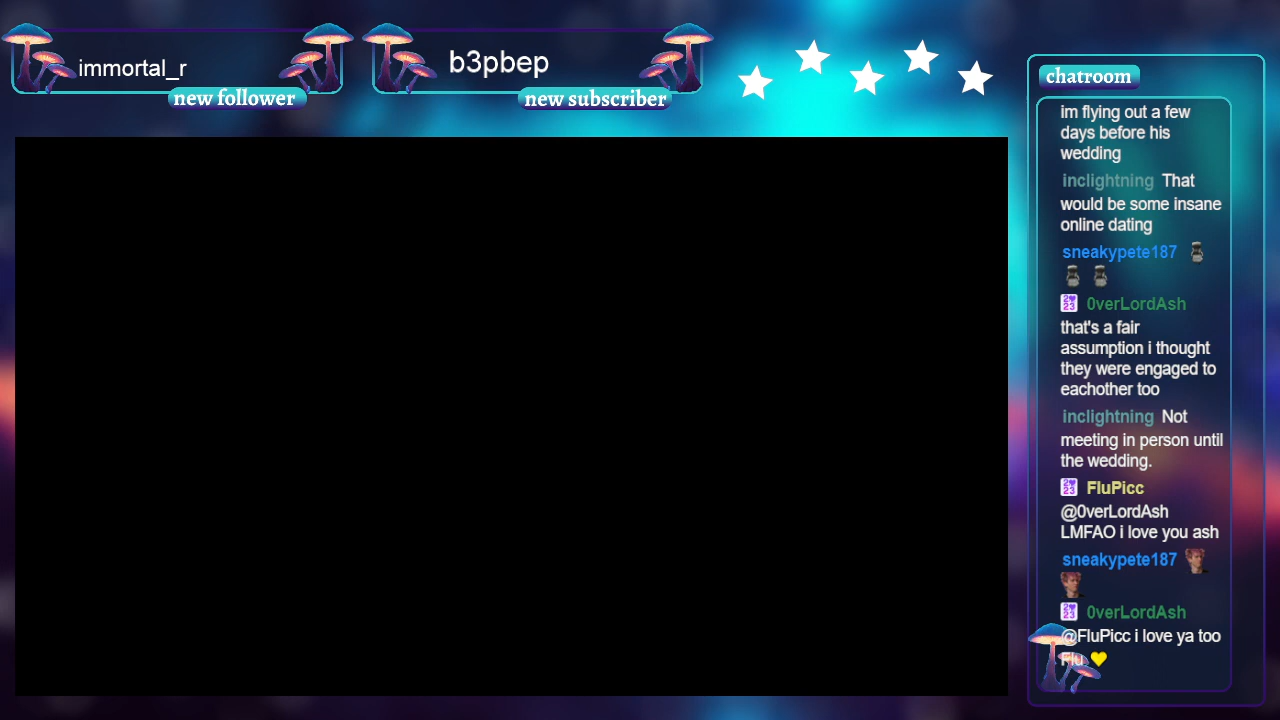 immortal_r
new follower
b3pbep
new subscriber
chatroom
im flying out a few
days before his
wedding
inclightning That
would be some insane
online dating
sneakypete187
0verLordAsh
that's a fair
assumption i thought
they were engaged to
eachother too
inclightning Not
meeting in person until
the wedding.
FluPicc
@0verLordAsh
LMFAO i love you ash
sneakypete187
0verLordAsh
@FluPicc i love ya too
Flu 💛